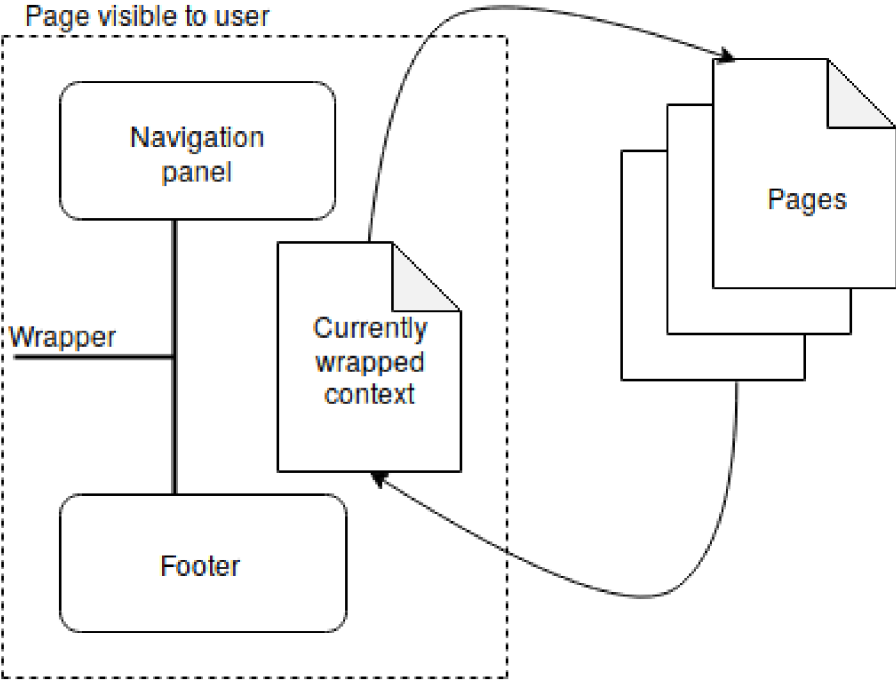 Page visible to user
Navigation
panel
Pages
Wrapper
Currently
wrapped
context
Footer